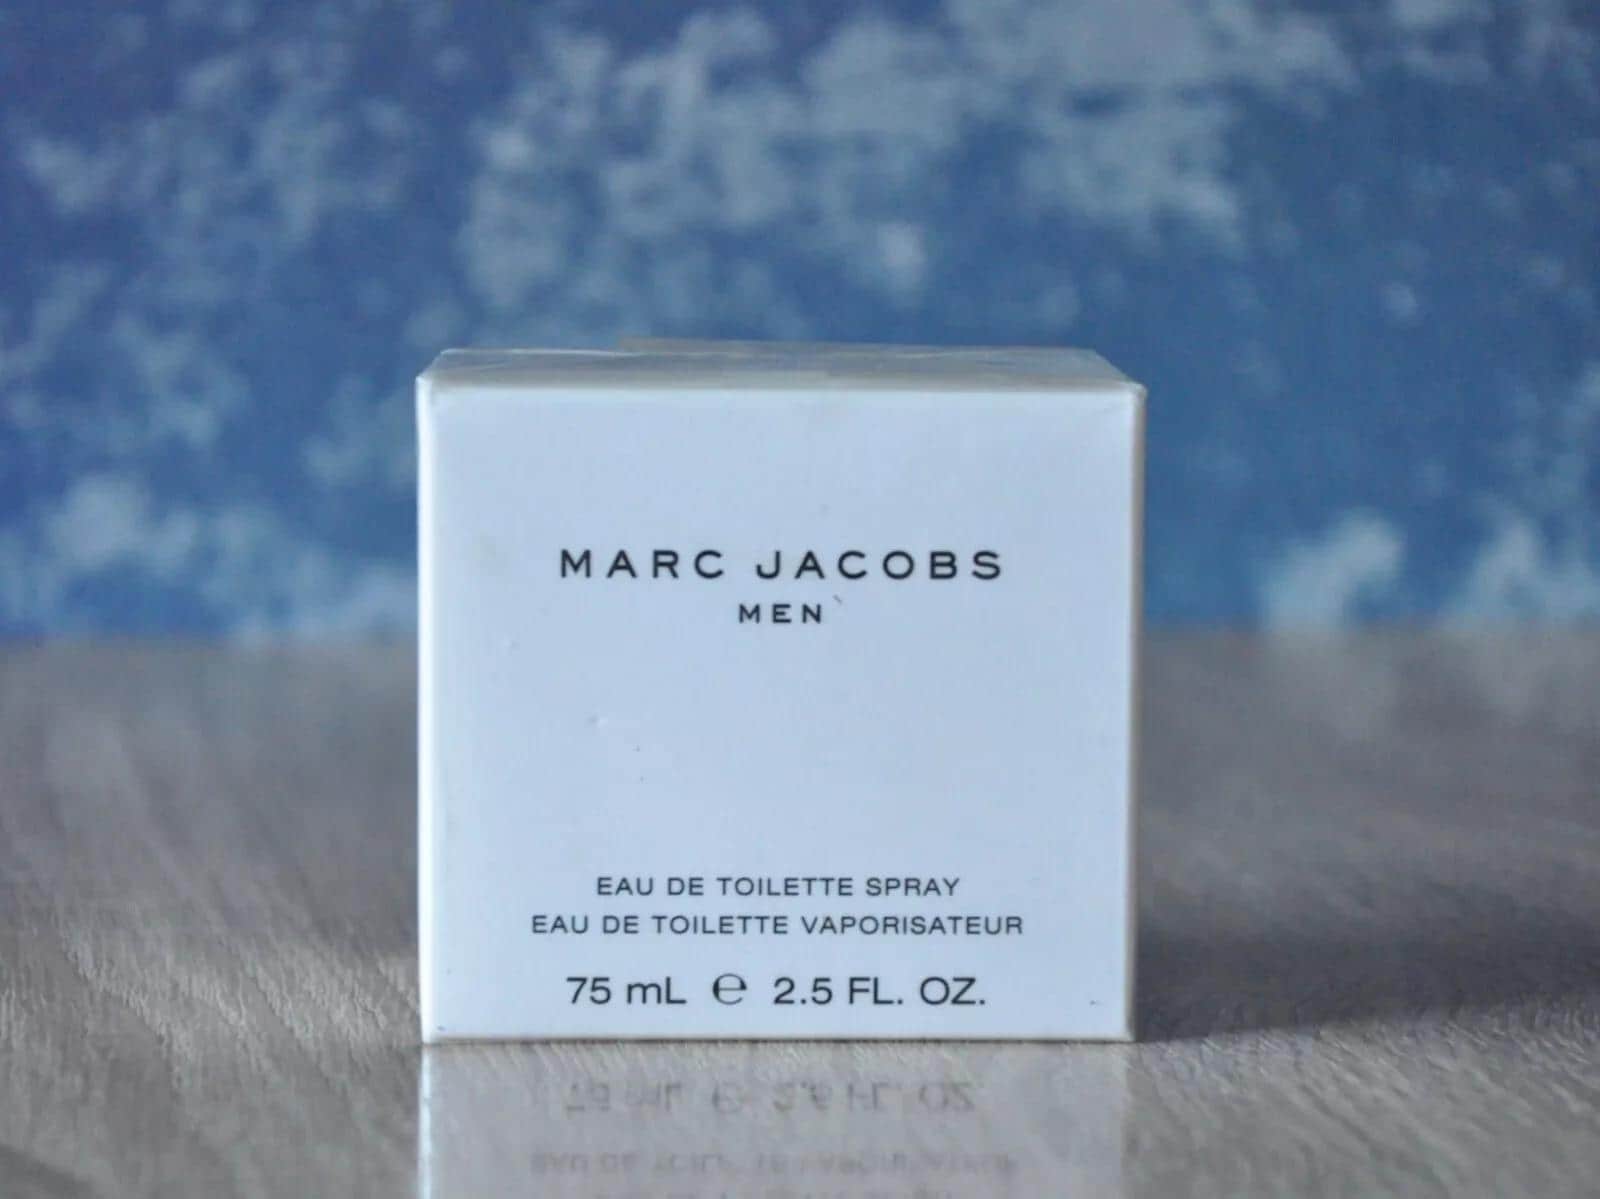 MARC JACOBS
MEN
EAU DE TOILETTE SPRAY
EAU DE TOILETTE VAPORISATEUR
75 mL ℮ 2.5 FL. OZ.